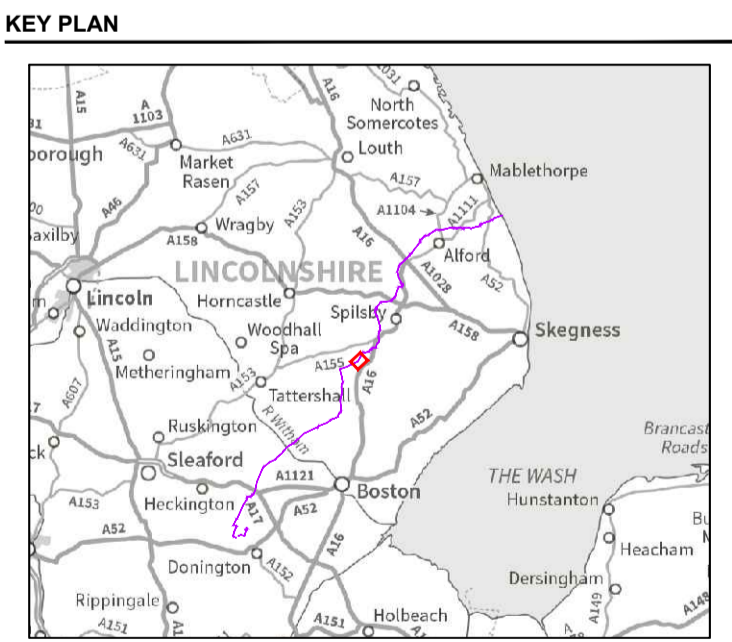 KEY PLAN
A15
A16
1031
North
Somercotes
A
1103
A631
A631
Louth
Market
Rasen
Mablethorpe
borough
A157
A157
A46
A153
A1104
A1111
Wragby
A158
A16
axilby
Alford
LINCOLNSHIRE
A1028
A52
Lincoln
Horncastle
Spilsby
Waddington
Woodhall
Spa
A158
Skegness
A15
Metheringham
A155
A153
A16
A607
Tattershall
R Witham
A52
Ruskington
Brancast
Roads
ck
Sleaford
A1121
THE WASH
Boston
Hunstanton
A153
Heckington
A17
A52
A52
A16
Heacham
Donington
A152
Dersingham
Rippingale
A149
A148
Holbeach
A151
A151